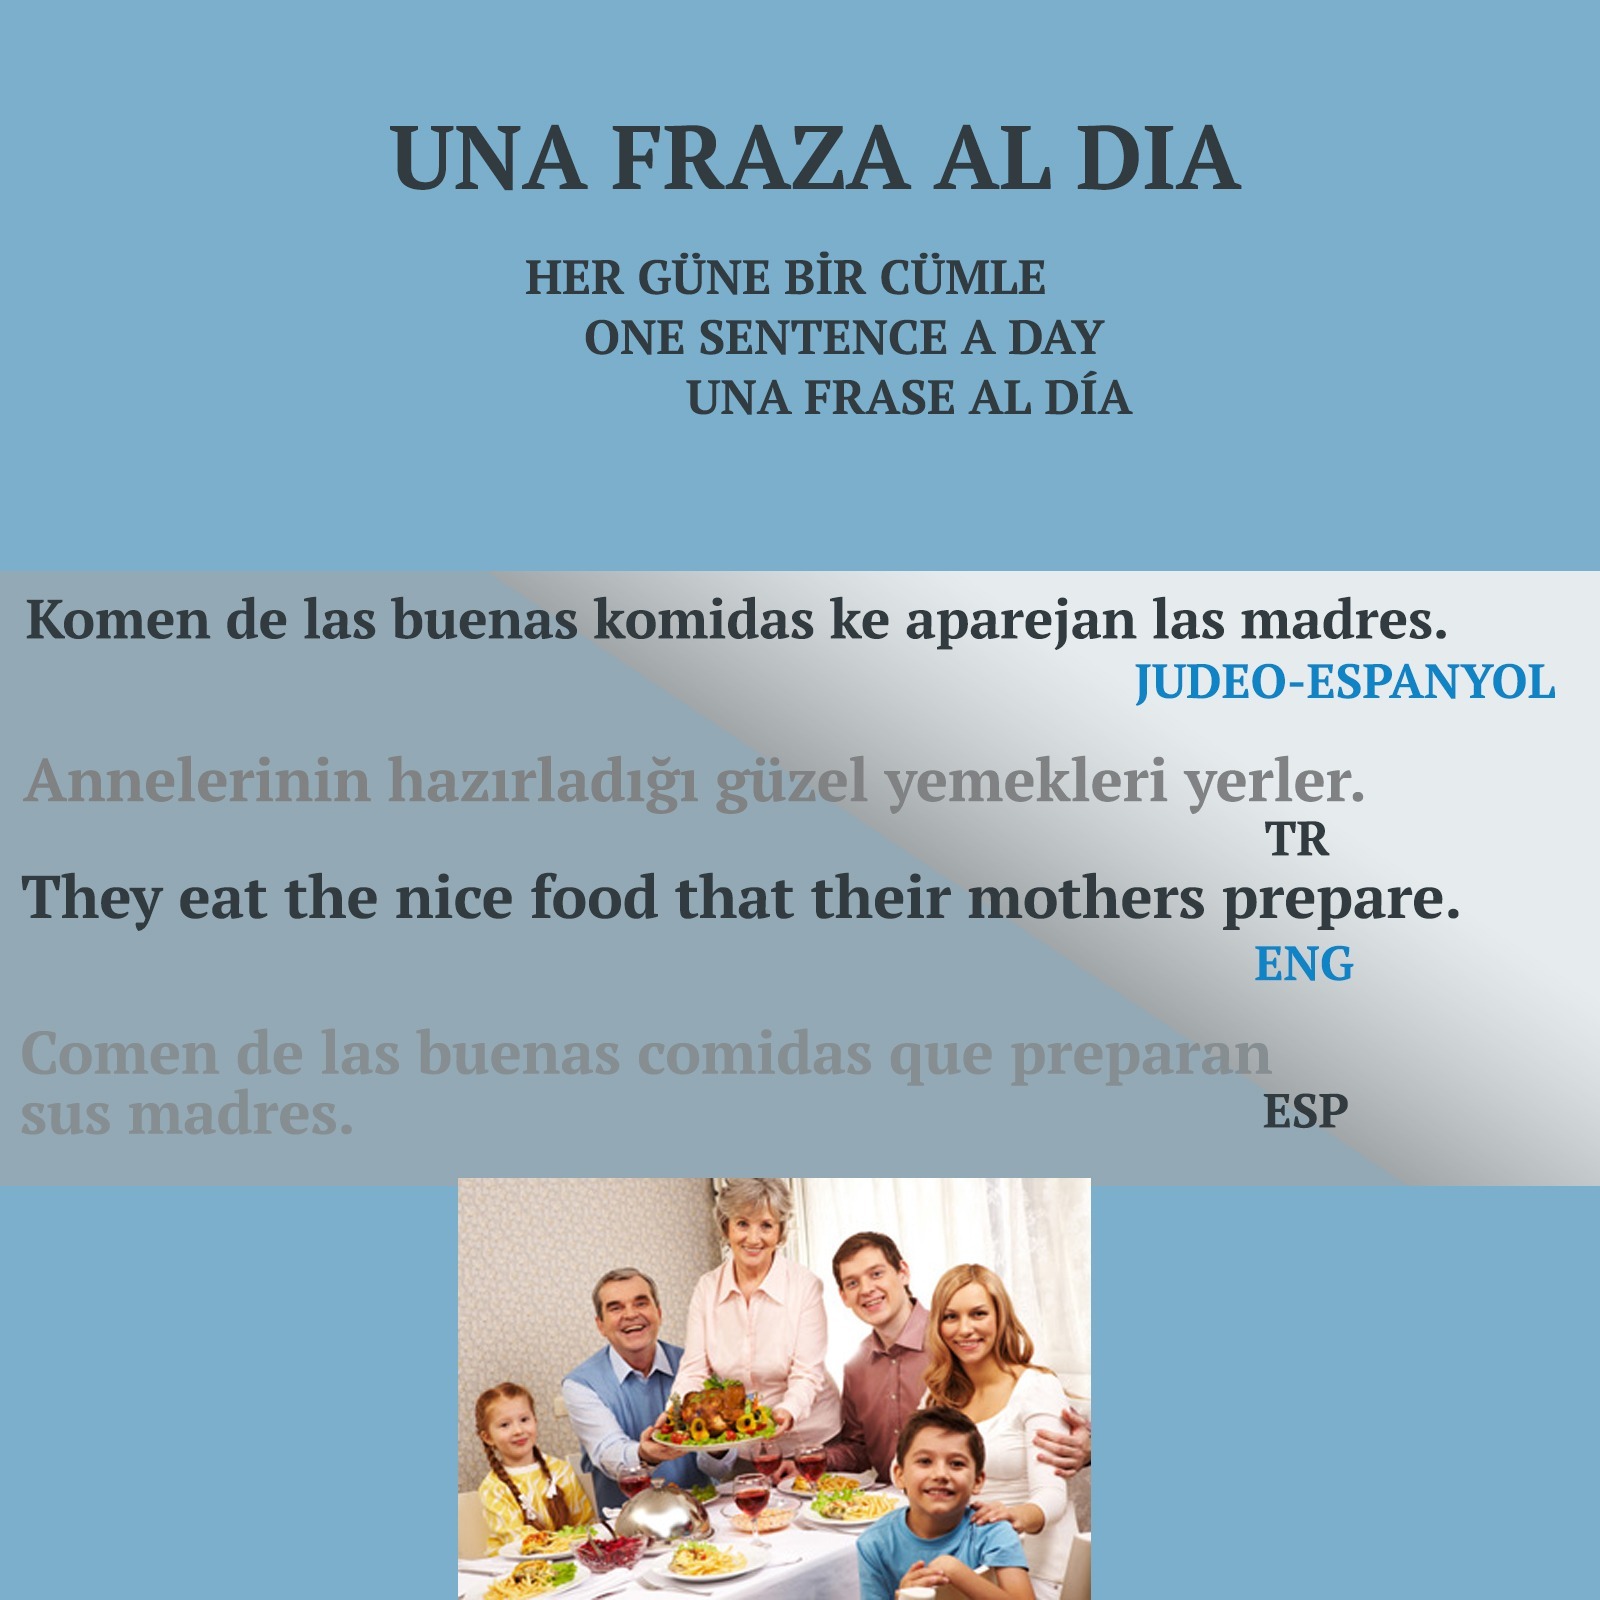 UNA FRAZA AL DIA
HER GÜNE BİR CÜMLE
ONE SENTENCE A DAY
UNA FRASE AL DÍA
Komen de las buenas komidas ke aparejan las madres.
JUDEO-ESPANYOL
Annelerinin hazırladığı güzel yemekleri yerler.
TR
They eat the nice food that their mothers prepare.
ENG
Comen de las buenas comidas que preparan
sus madres.
ESP